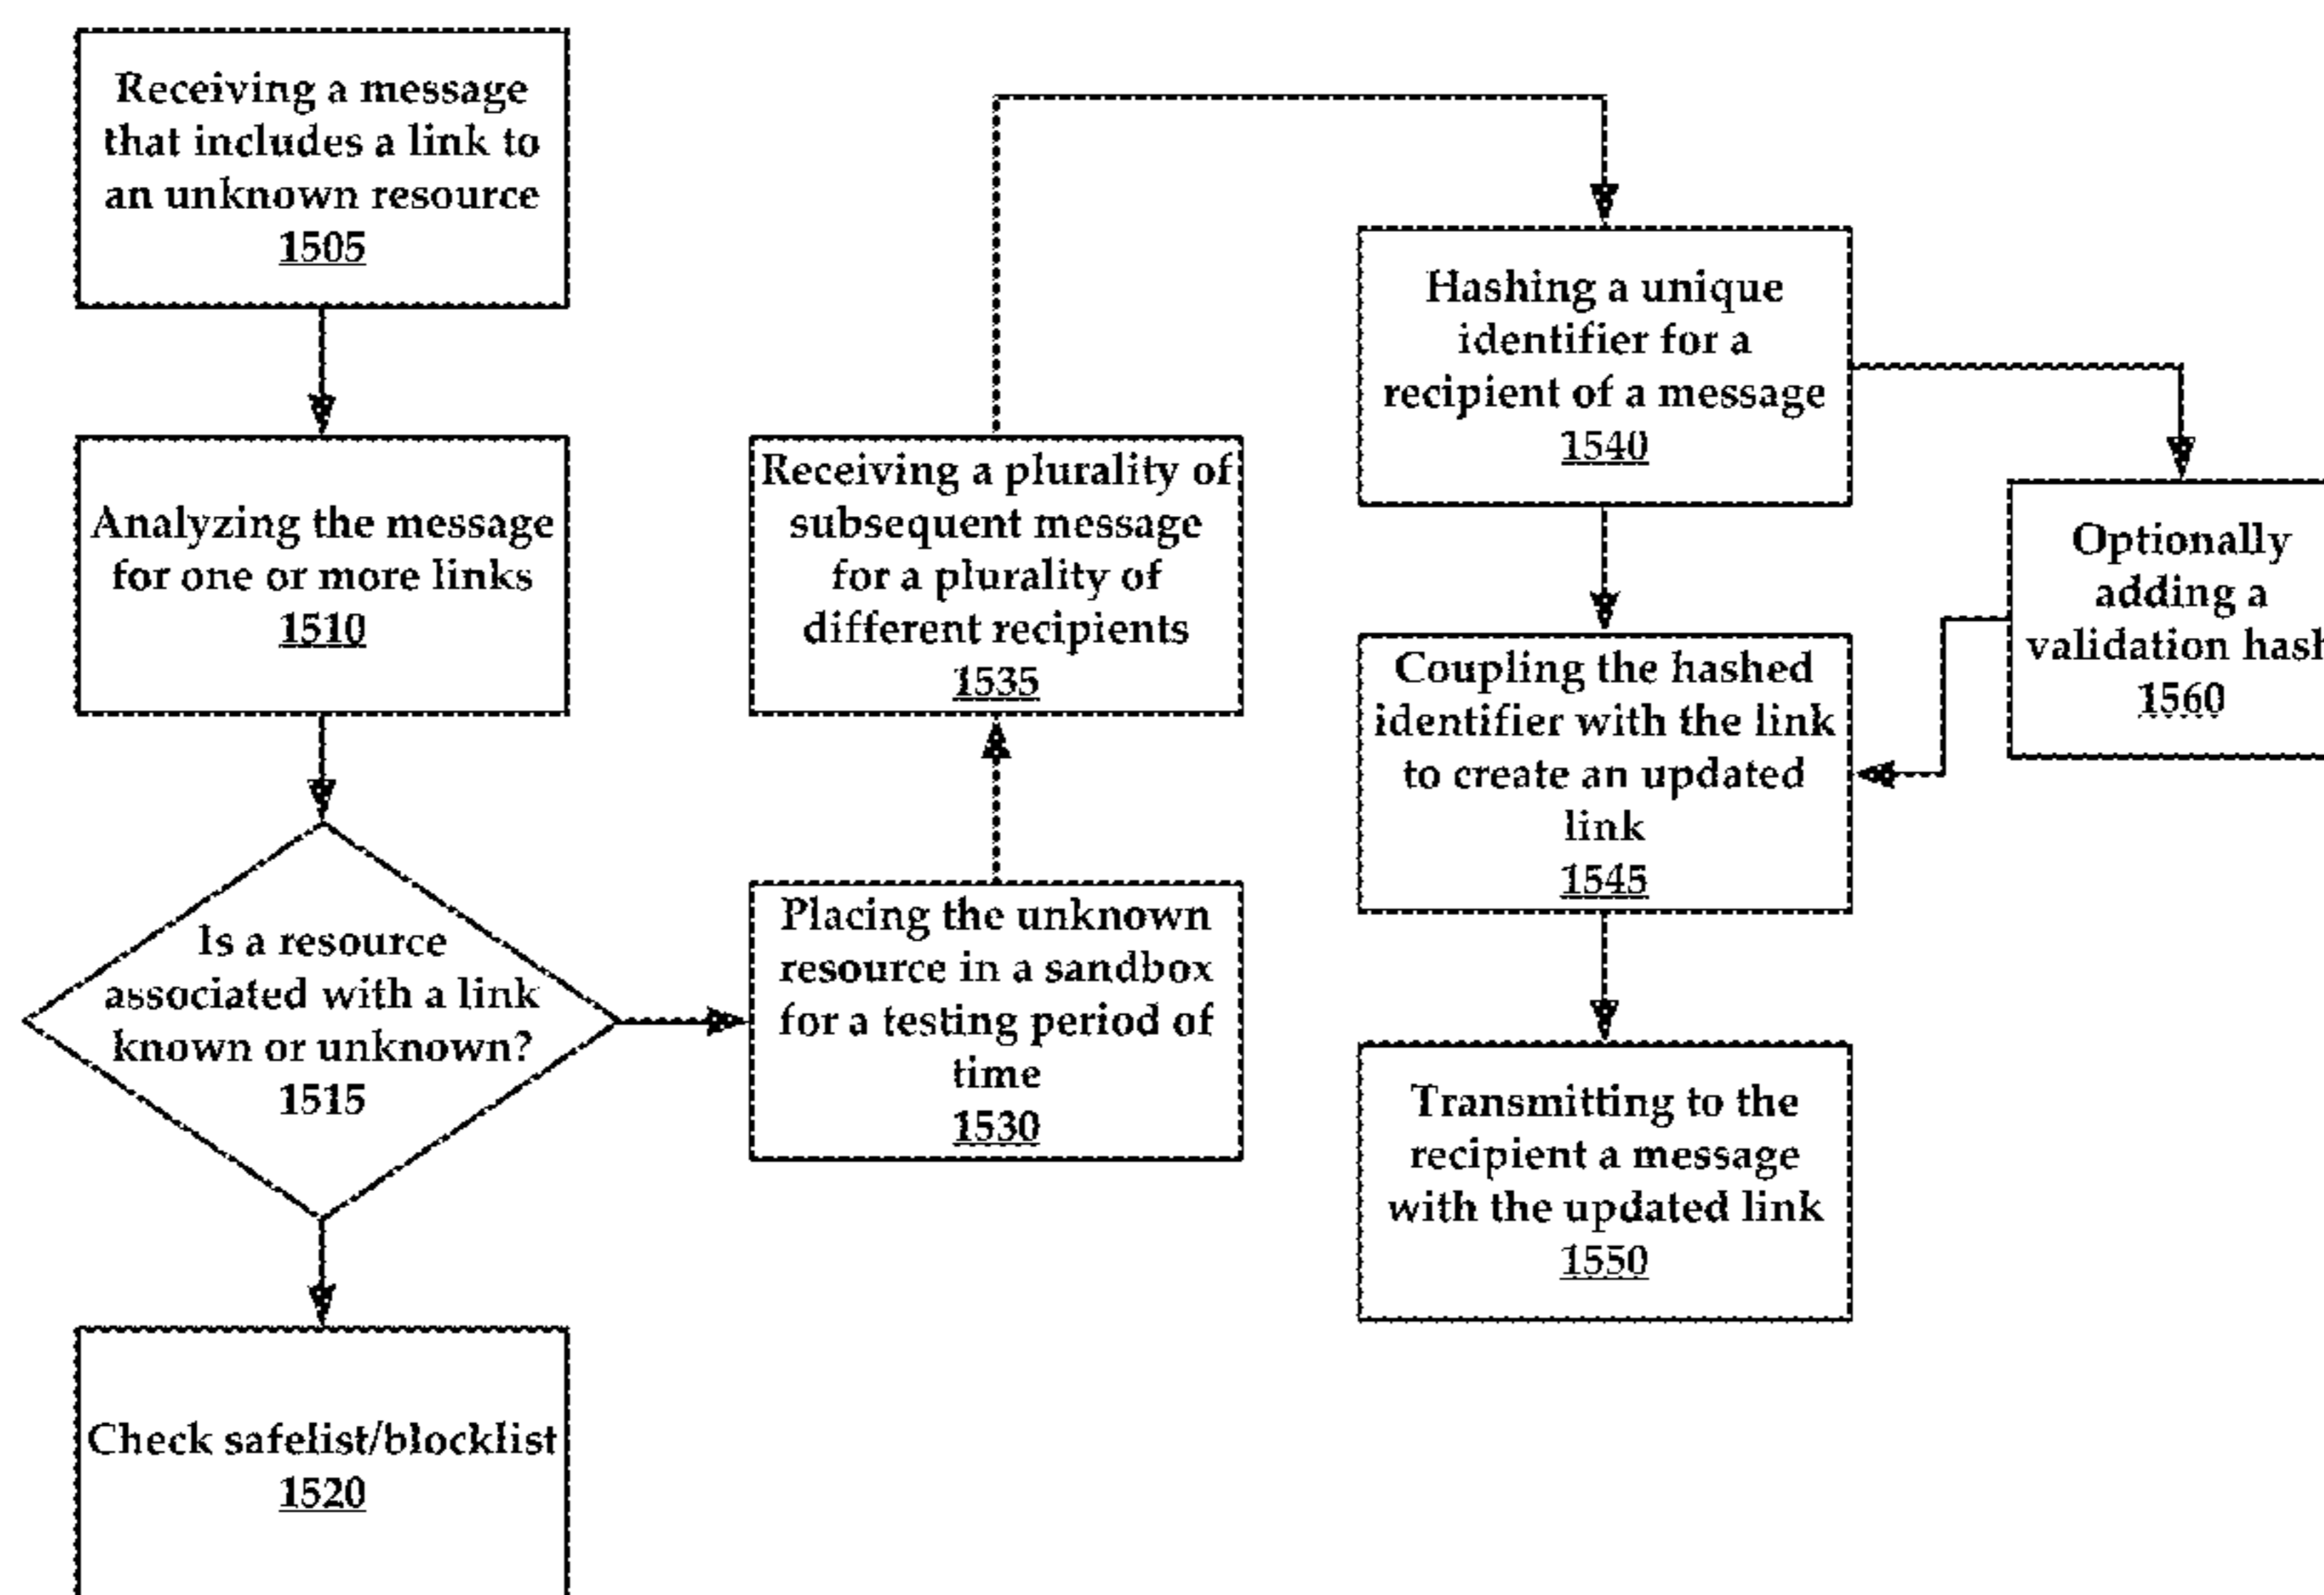 Receiving a message
that includes a link to
an unknown resource
1505
Analyzing the message
for one or more links
1510
Is a resource
associated with a link
known or unknown?
1515
Check safelist/blocklist
1520
Placing the unknown
resource in a sandbox
for a testing period of
time
1530
Receiving a plurality of
subsequent message
for a plurality of
different recipients
1535
Hashing a unique
identifier for a
recipient of a message
1540
Optionally
adding a
validation hash
1560
Coupling the hashed
identifier with the link
to create an updated
link
1545
Transmitting to the
recipient a message
with the updated link
1550